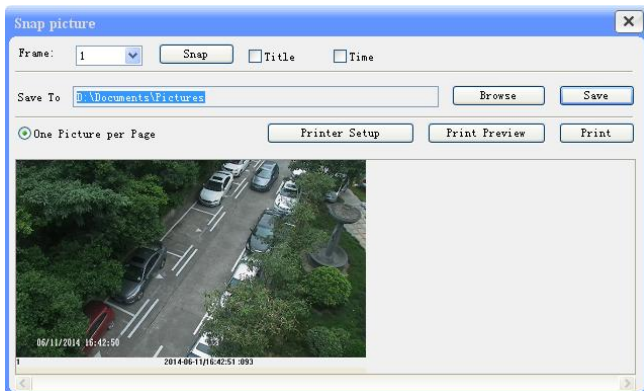 Snap picture
Frame: 1 Snap Title Time
Save To D:\Documents\Pictures Browse Save
One Picture per Page Printer Setup Print Preview Print
06/11/2014 16:42:50
1 2014-06-11/16:42:51 :093